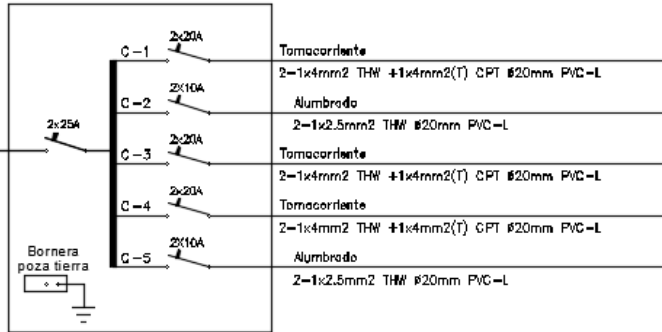 2x20A
C-1
Tomacorriente
2-1x4mm2 THW +1x4mm2(T) CPT ø20mm PVC-L
2X10A
C-2
Alumbrado
2-1x2.5mm2 THW ø20mm PVC-L
2x25A
2x20A
C-3
Tomacorriente
2-1x4mm2 THW +1x4mm2(T) CPT ø20mm PVC-L
2x20A
C-4
Tomacorriente
2-1x4mm2 THW +1x4mm2(T) CPT ø20mm PVC-L
2X10A
C-5
Alumbrado
2-1x2.5mm2 THW ø20mm PVC-L
Bornera
poza tierra